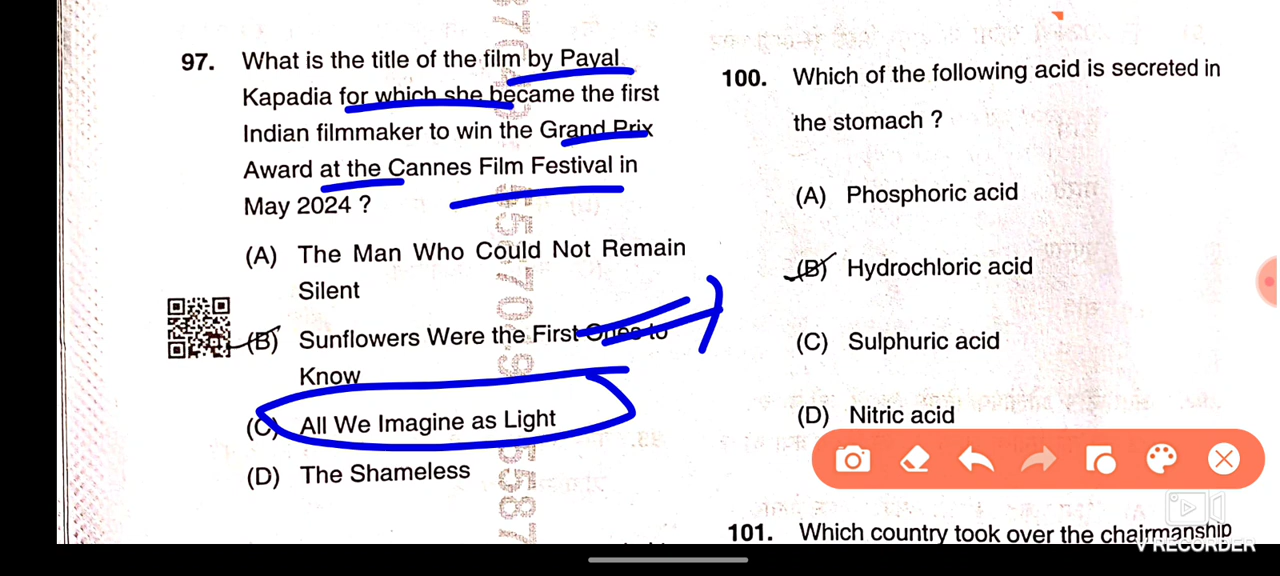 97. What is the title of the film by Payal
Kapadia for which she became the first
Indian filmmaker to win the Grand Prix
Award at the Cannes Film Festival in
May 2024 ?
(A) The Man Who Could Not Remain
Silent
(B) Sunflowers Were the First Ones to
Know
(C) All We Imagine as Light
(D) The Shameless
100. Which of the following acid is secreted in
the stomach ?
(A) Phosphoric acid
(B) Hydrochloric acid
(C) Sulphuric acid
(D) Nitric acid
101. Which country took over the chairmanship
V RECORDER